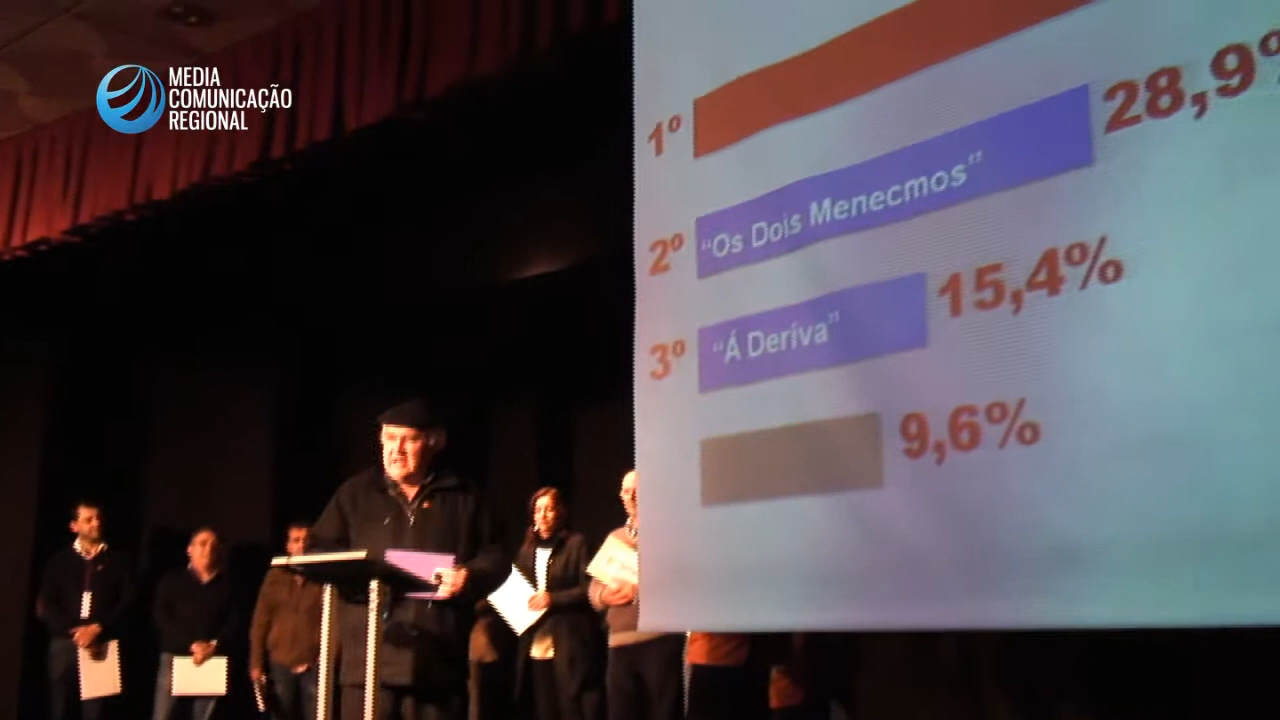 MEDIA
COMUNICAÇÃO
REGIONAL
1º
28,9%
2º "Os Dois Menecmos"
15,4%
3º "Á Deriva"
9,6%